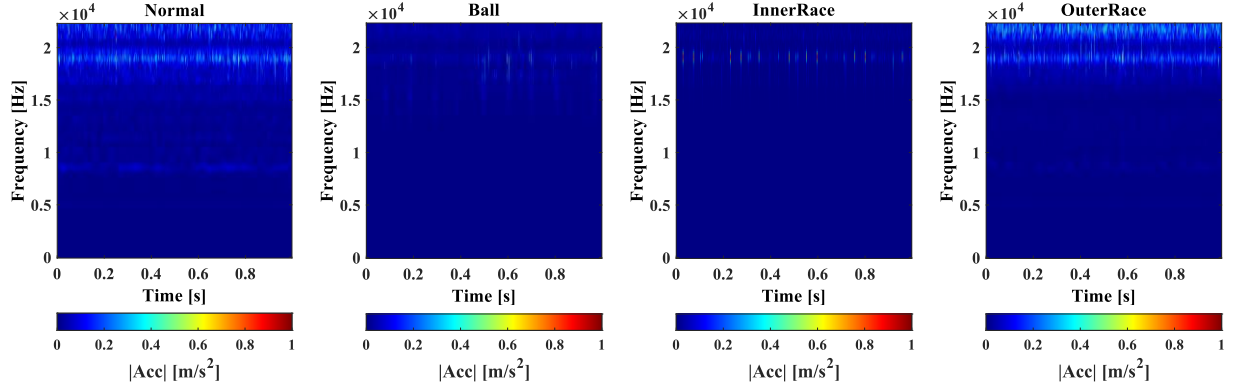 Normal
×10⁴
2
1.5
1
0.5
0
Frequency [Hz]
0 0.2 0.4 0.6 0.8
Time [s]
0 0.2 0.4 0.6 0.8 1
|Acc| [m/s²]
Ball
×10⁴
2
1.5
1
0.5
0
Frequency [Hz]
0 0.2 0.4 0.6 0.8
Time [s]
0 0.2 0.4 0.6 0.8 1
|Acc| [m/s²]
InnerRace
×10⁴
2
1.5
1
0.5
0
Frequency [Hz]
0 0.2 0.4 0.6 0.8
Time [s]
0 0.2 0.4 0.6 0.8 1
|Acc| [m/s²]
OuterRace
×10⁴
2
1.5
1
0.5
0
Frequency [Hz]
0 0.2 0.4 0.6 0.8
Time [s]
0 0.2 0.4 0.6 0.8 1
|Acc| [m/s²]